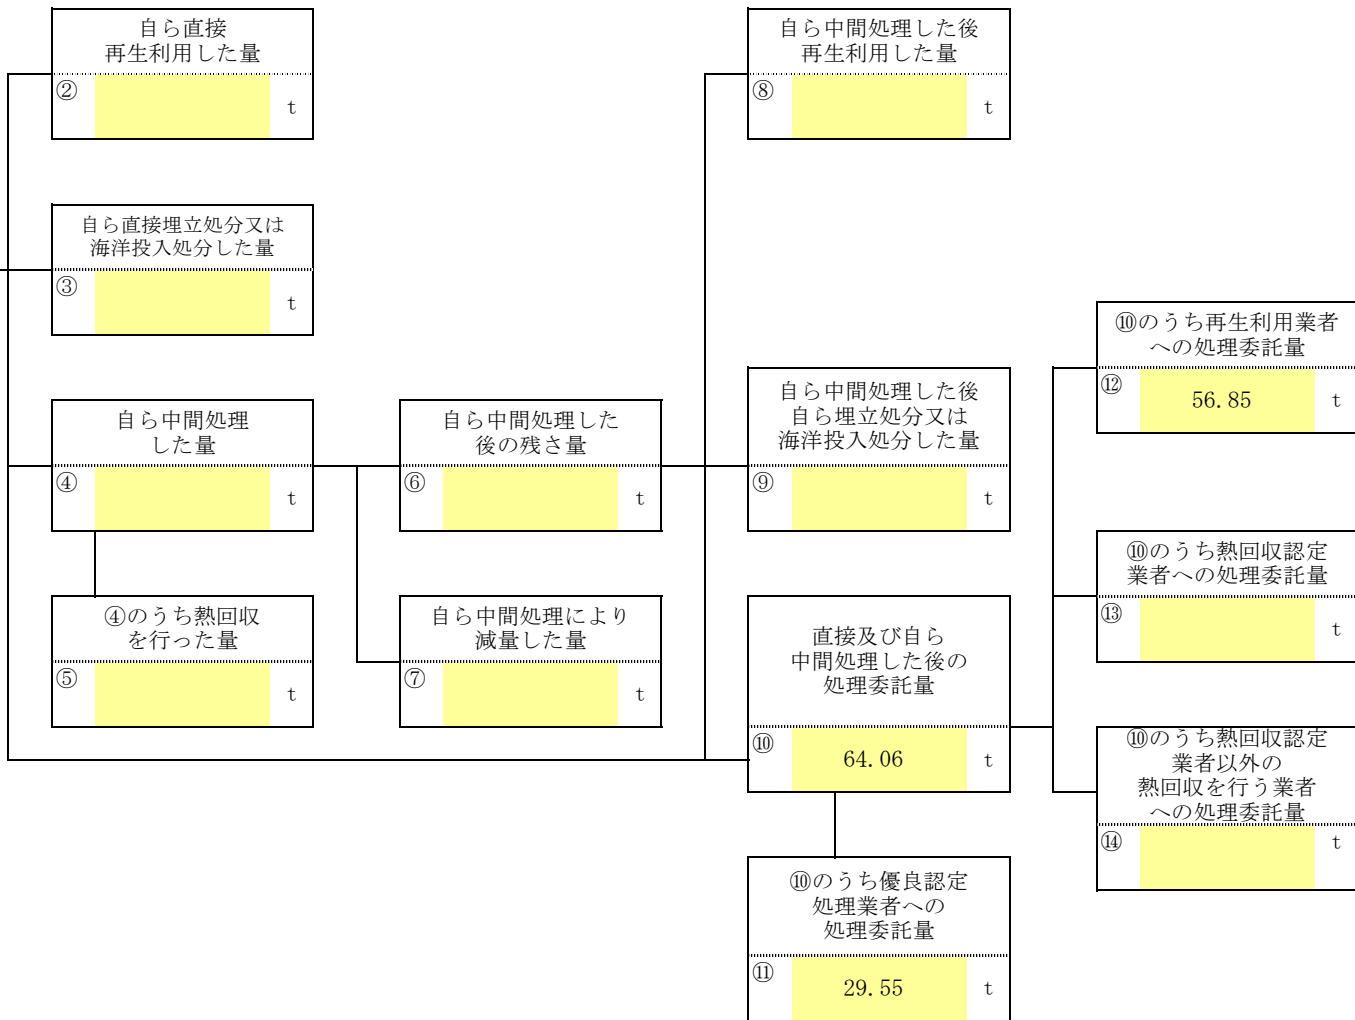 自ら直接
再生利用した量
②
t
自ら中間処理した後
再生利用した量
⑧
t
自ら直接埋立処分又は
海洋投入処分した量
③
t
⑩のうち再生利用業者
への処理委託量
⑫
56.85
t
自ら中間処理
した量
④
t
自ら中間処理した
後の残さ量
⑥
t
自ら中間処理した後
自ら埋立処分又は
海洋投入処分した量
⑨
t
⑩のうち熱回収認定
業者への処理委託量
⑬
t
④のうち熱回収
を行った量
⑤
t
自ら中間処理により
減量した量
⑦
t
直接及び自ら
中間処理した後の
処理委託量
⑩
64.06
t
⑩のうち熱回収認定
業者以外の
熱回収を行う業者
への処理委託量
⑭
t
⑩のうち優良認定
処理業者への
処理委託量
⑪
29.55
t